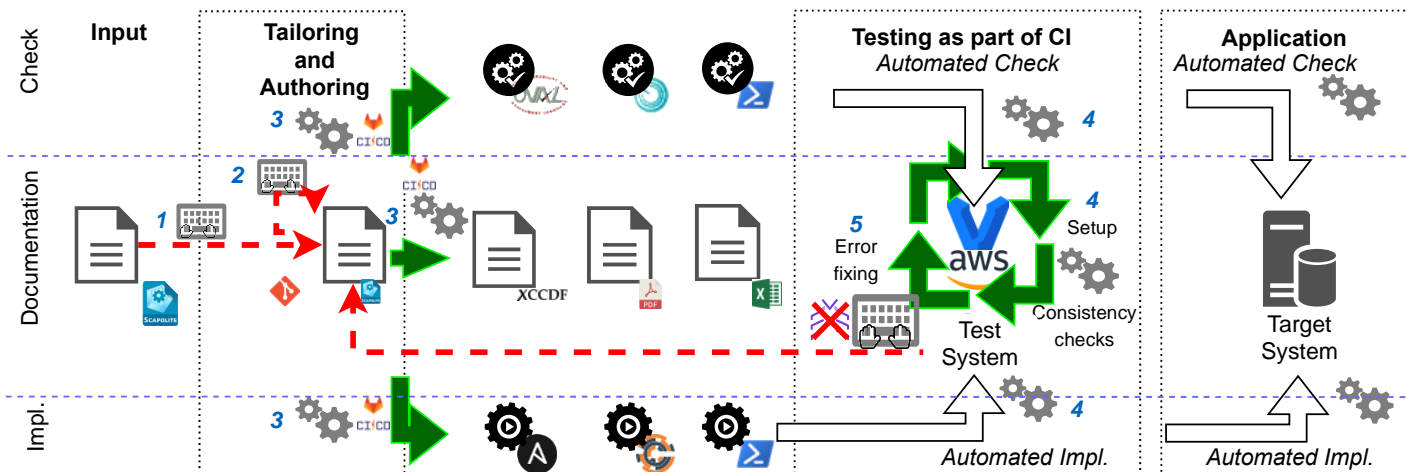 Check
Input
Tailoring
and
Authoring
Testing as part of CI
Automated Check
Application
Automated Check
3
CI/CD
OVAL
4
Documentation
1
2
CI/CD
3
SCAPOLITE
SCAPOLITE
XCCDF
PDF
5
Error
fixing
aws
4
Setup
Consistency
checks
Test
System
Target
System
Impl.
3
CI/CD
4
Automated Impl.
Automated Impl.